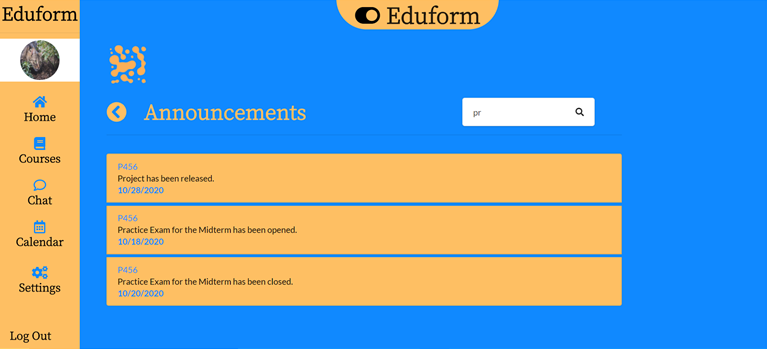 Eduform
Eduform
Home
Courses
Chat
Calendar
Settings
Log Out
Announcements
pr
P456
Project has been released.
10/28/2020
P456
Practice Exam for the Midterm has been opened.
10/18/2020
P456
Practice Exam for the Midterm has been closed.
10/20/2020